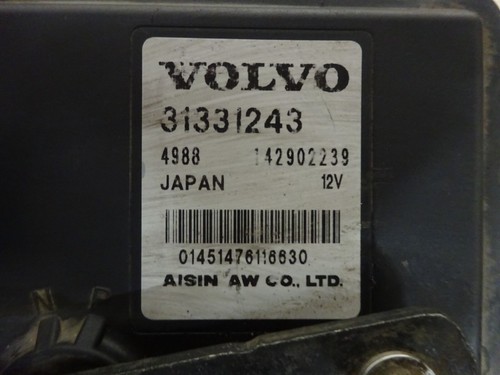 VOLVO
31331243
4988 142902239
JAPAN 12V
01451476116630
AISIN AW CO., LTD.